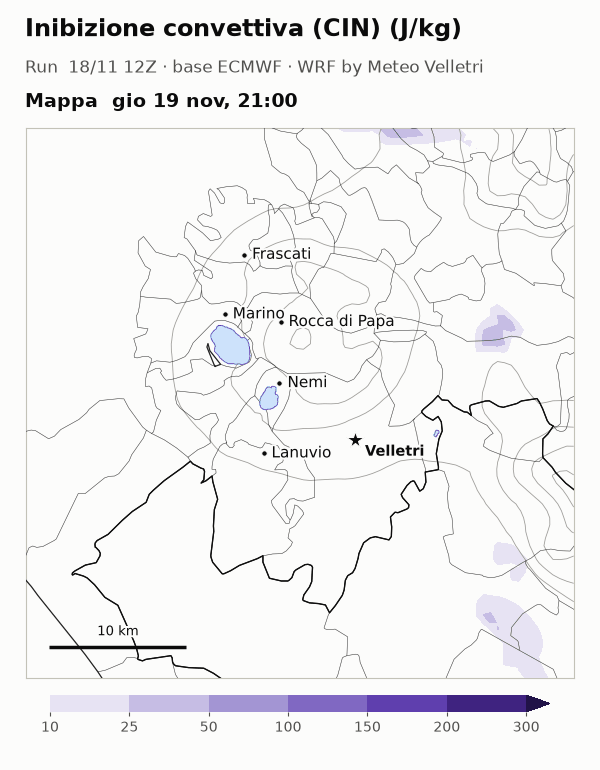 Inibizione convettiva (CIN) (J/kg)
Run  18/11 12Z · base ECMWF · WRF by Meteo Velletri
Mappa  gio 19 nov, 21:00
Frascati
Marino
Rocca di Papa
Nemi
Velletri
Lanuvio
10 km
10 25 50 100 150 200 300